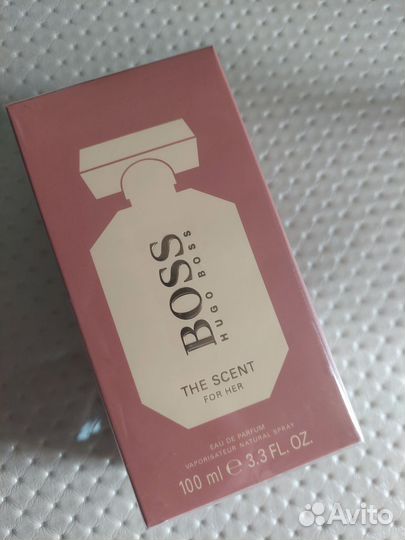 BOSS
HUGO BOSS
THE SCENT
FOR HER
EAU DE PARFUM
VAPORISATEUR NATURAL SPRAY
100 ml e 3.3 FL. OZ.
Avito